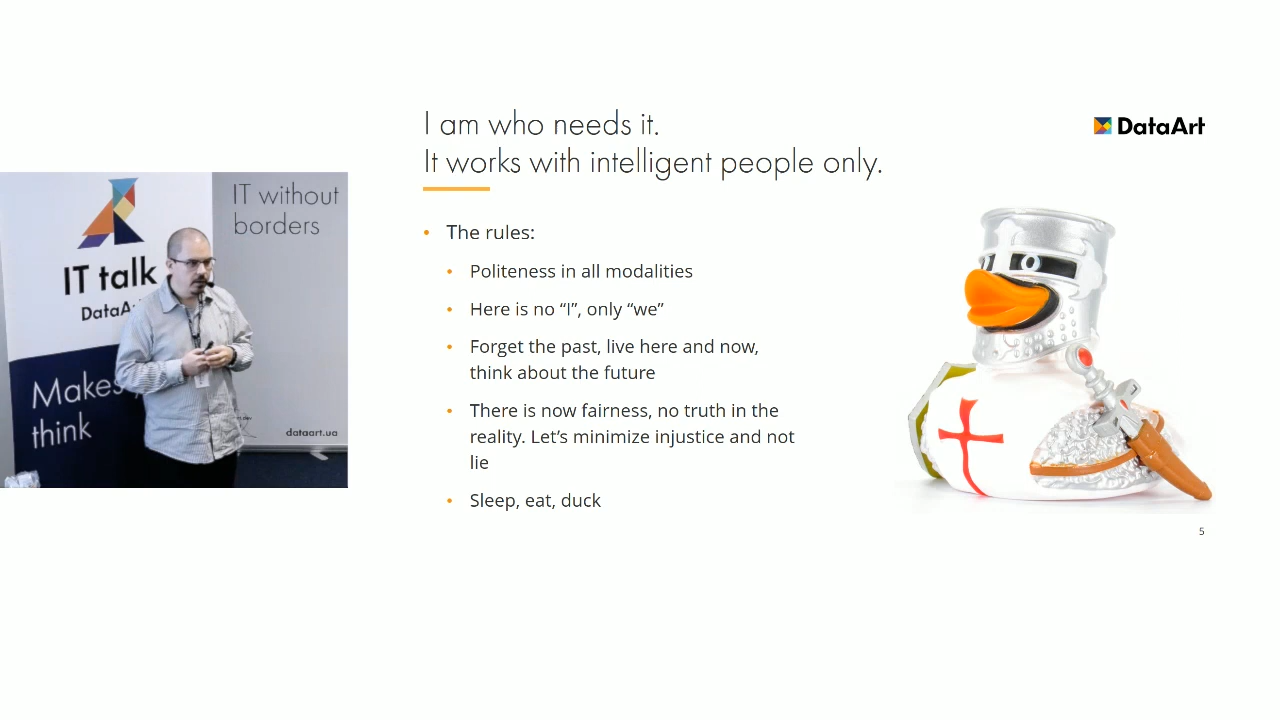 I am who needs it.
It works with intelligent people only.
DataArt
IT without
borders
IT talk
Makes
think
dataart.ua
• The rules:
• Politeness in all modalities
• Here is no “I”, only “we”
• Forget the past, live here and now,
think about the future
• There is now fairness, no truth in the
reality. Let’s minimize injustice and not
lie
• Sleep, eat, duck
5